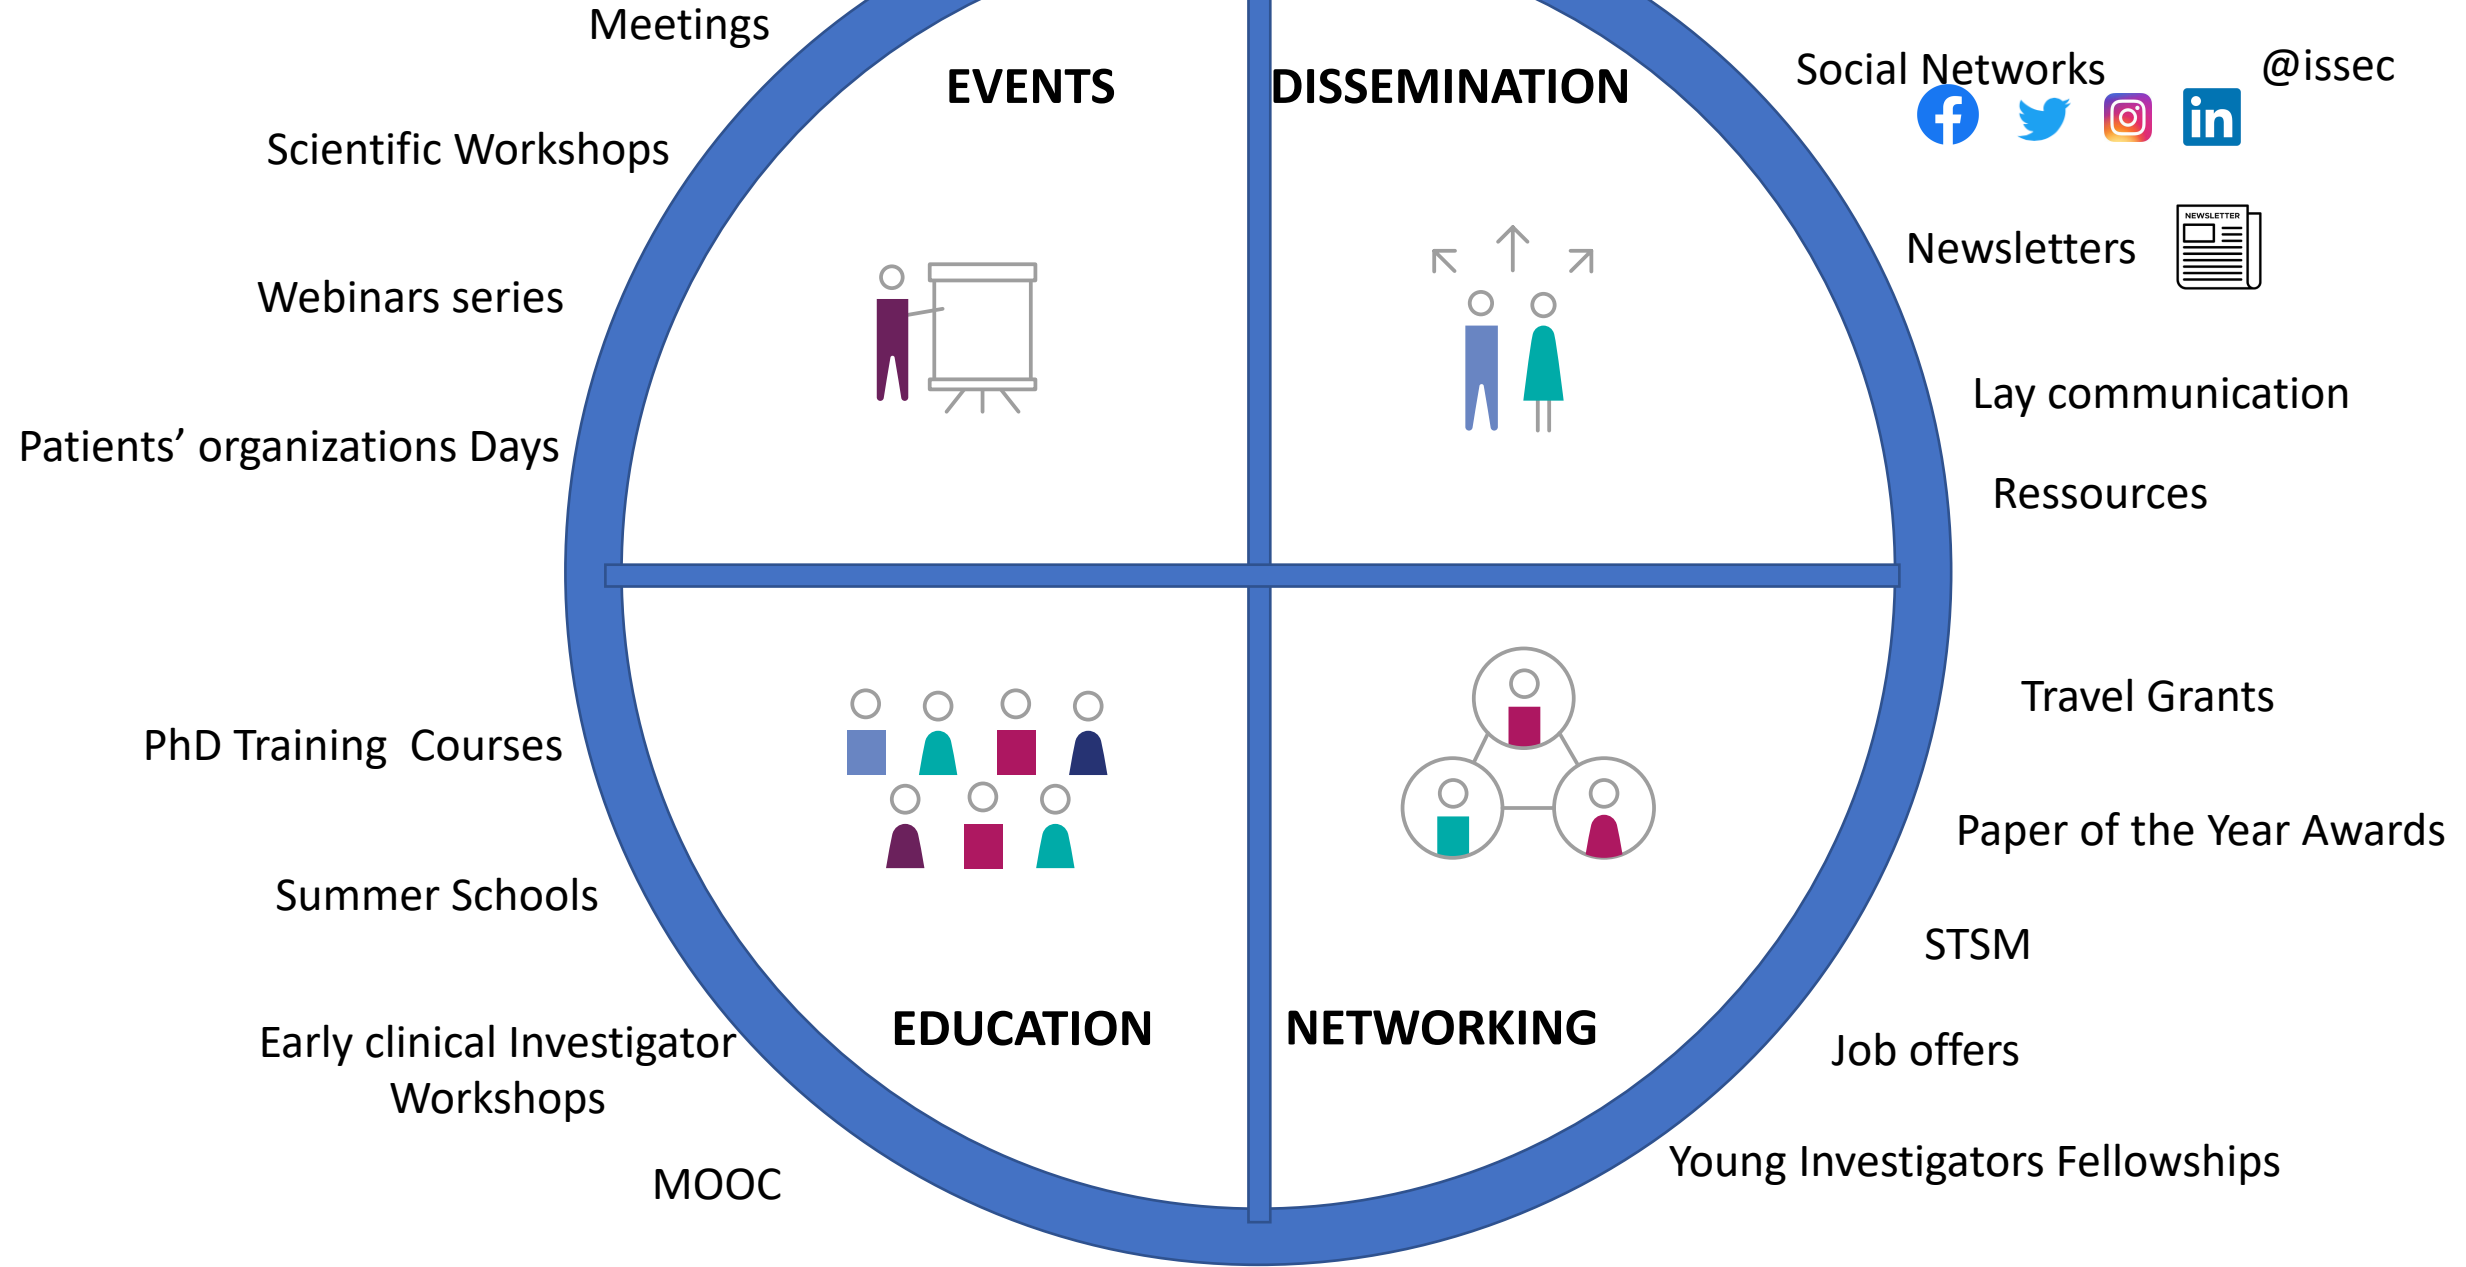 Meetings
EVENTS
Scientific Workshops
Webinars series
Patients’ organizations Days
DISSEMINATION
Social Networks
@issec
Newsletters
NEWSLETTER
Lay communication
Ressources
PhD Training  Courses
Summer Schools
Early clinical Investigator
Workshops
MOOC
EDUCATION
NETWORKING
Travel Grants
Paper of the Year Awards
STSM
Job offers
Young Investigators Fellowships